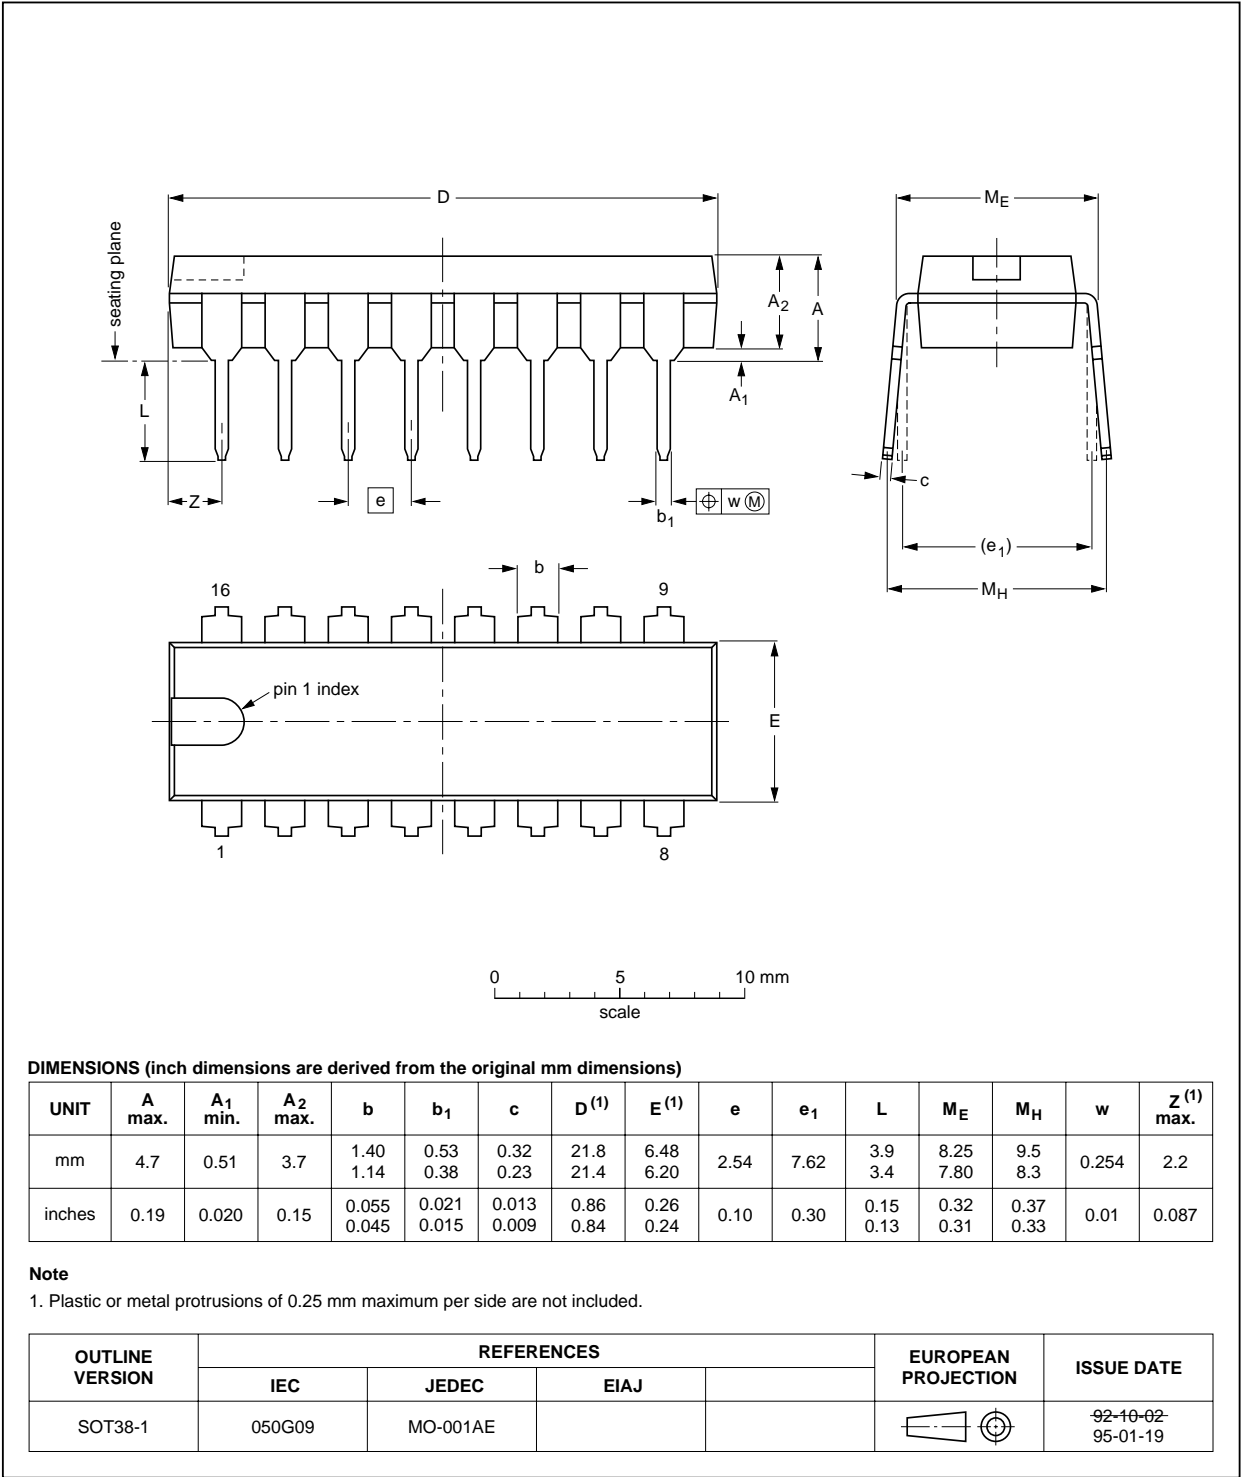 D
ME
seating plane
A2
A
A1
L
Z
e
b1
w M
c
(e1)
MH
b
16
9
pin 1 index
E
1
8
0 5 10 mm
scale
DIMENSIONS (inch dimensions are derived from the original mm dimensions)
UNIT A max. A1 min. A2 max. b b1 c D(1) E(1) e e1 L ME MH w Z(1) max.
mm 4.7 0.51 3.7 1.40 1.14 0.53 0.38 0.32 0.23 21.8 21.4 6.48 6.20 2.54 7.62 3.9 3.4 8.25 7.80 9.5 8.3 0.254 2.2
inches 0.19 0.020 0.15 0.055 0.045 0.021 0.015 0.013 0.009 0.86 0.84 0.26 0.24 0.10 0.30 0.15 0.13 0.32 0.31 0.37 0.33 0.01 0.087
Note
1. Plastic or metal protrusions of 0.25 mm maximum per side are not included.
OUTLINE VERSION REFERENCES EUROPEAN PROJECTION ISSUE DATE
IEC JEDEC EIAJ
SOT38-1 050G09 MO-001AE 92-10-02
95-01-19